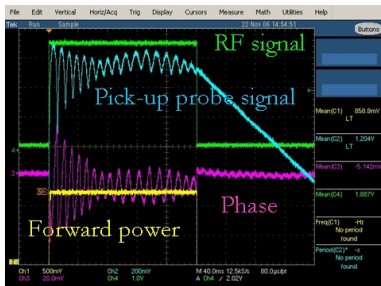 File Edit Vertical Horiz/Acq Trig Display Cursors Measure Math Utilities Help
Tek Run Sample 22 Nov 06 14:54:51 Buttons
RF signal
Pick-up probe signal
Phase
Forward power
Mean(C1) 858.8mV
LT
Mean(C2) 1.204V
LT
Mean(C3) -5.142m
Mean(C4) 1.887V
Freq(C1) -Hz
No period
found
Period(C2)* -s
No period
found
Ch1 500mV Ch2 200mV M 40.0ms 12.5kS/s 80.0µs/pt
Ch3 20.0mV Ch4 1.0V A Ch4 / 2.02V